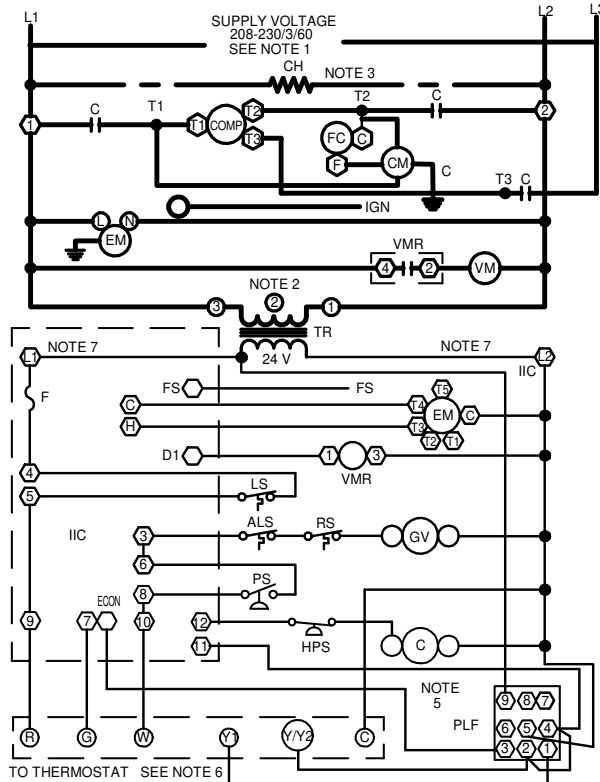 L1 L2 L3
SUPPLY VOLTAGE
208-230/3/60
SEE NOTE 1
CH NOTE 3
C T1 T2 C
1 T1 COMP T2 T3 FC C 2
F CM C T3 C
IGN
L N
EM
VMR
4 2 VM
NOTE 2
3 2 1
TR
24 V
L1 NOTE 7 NOTE 7 L2
IIC
F FS FS T5
C T4 EM C
H T3 T2 T1
D1 1 3
VMR
4 LS
5
IIC 3 ALS RS GV
6
8 PS
ECON
9 7 10 12
HPS C
11
NOTE
5
9 8 7
PLF 6 5 4
3 2 1
R G W Y1 Y/Y2 C
TO THERMOSTAT SEE NOTE 6